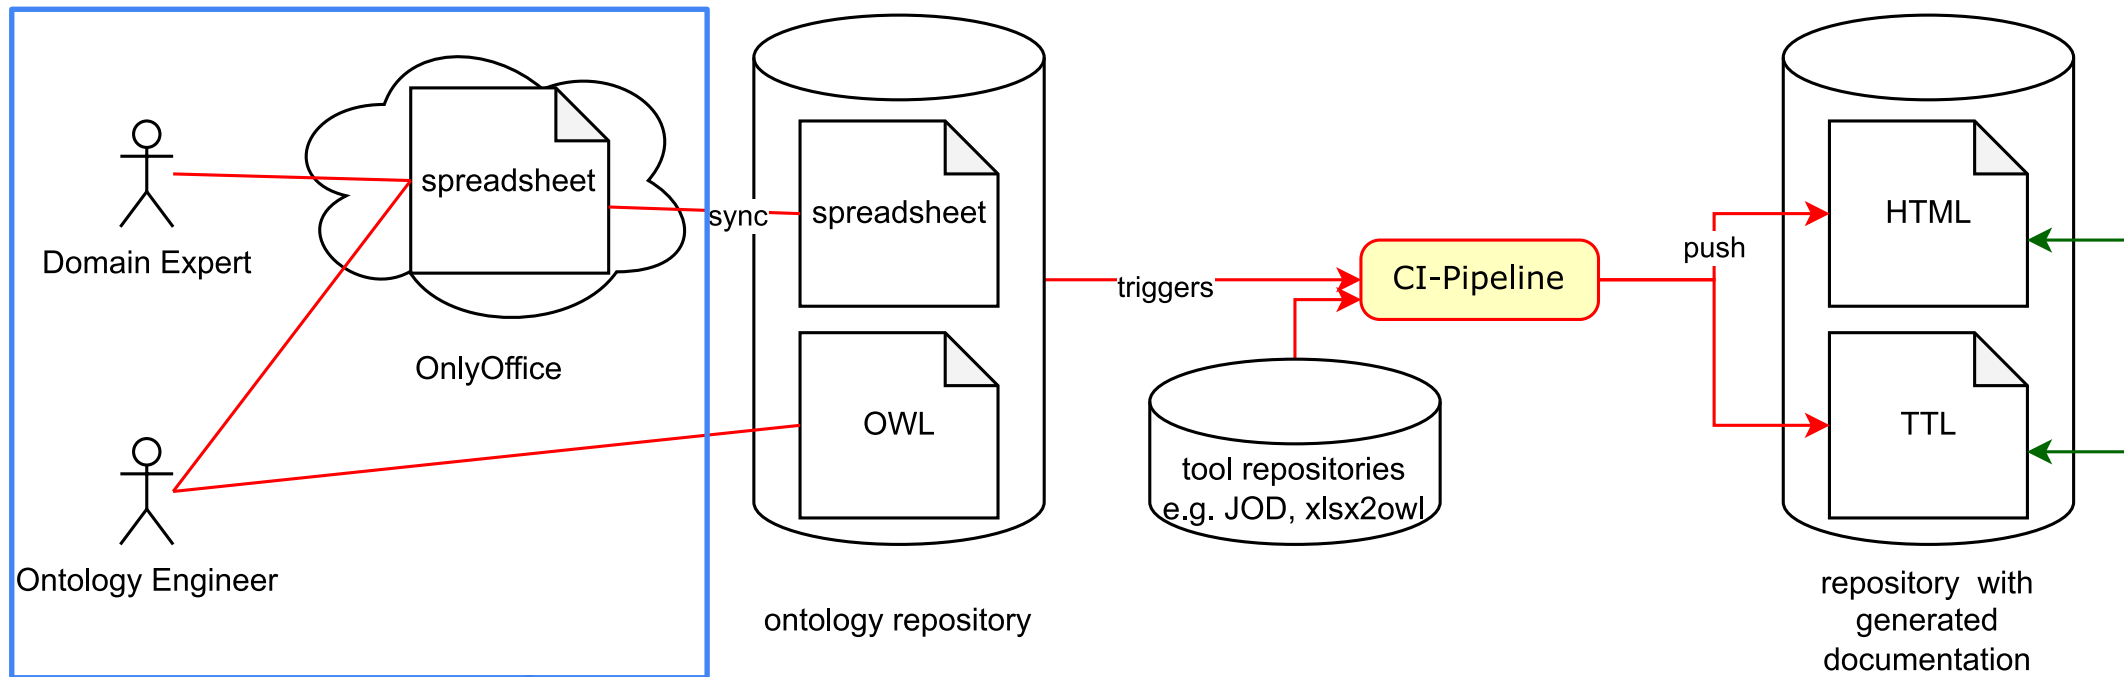 spreadsheet
Domain Expert
OnlyOffice
Ontology Engineer
sync
spreadsheet
OWL
ontology repository
triggers
CI-Pipeline
tool repositories
e.g. JOD, xlsx2owl
push
HTML
TTL
repository with
generated
documentation